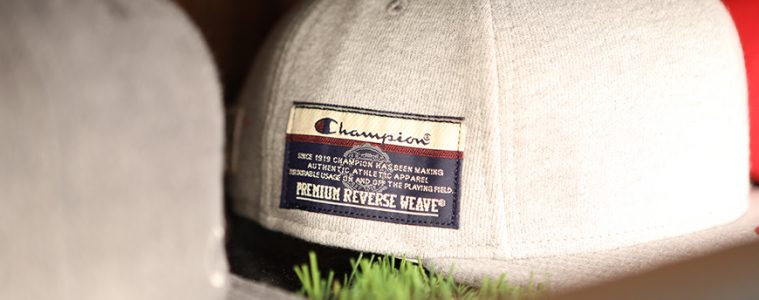 Champion®
SINCE 1919 CHAMPION HAS BEEN MAKING
AUTHENTIC ATHLETIC APPAREL
USAGE ON AND OFF THE PLAYING FIELD.
PREMIUM REVERSE WEAVE®